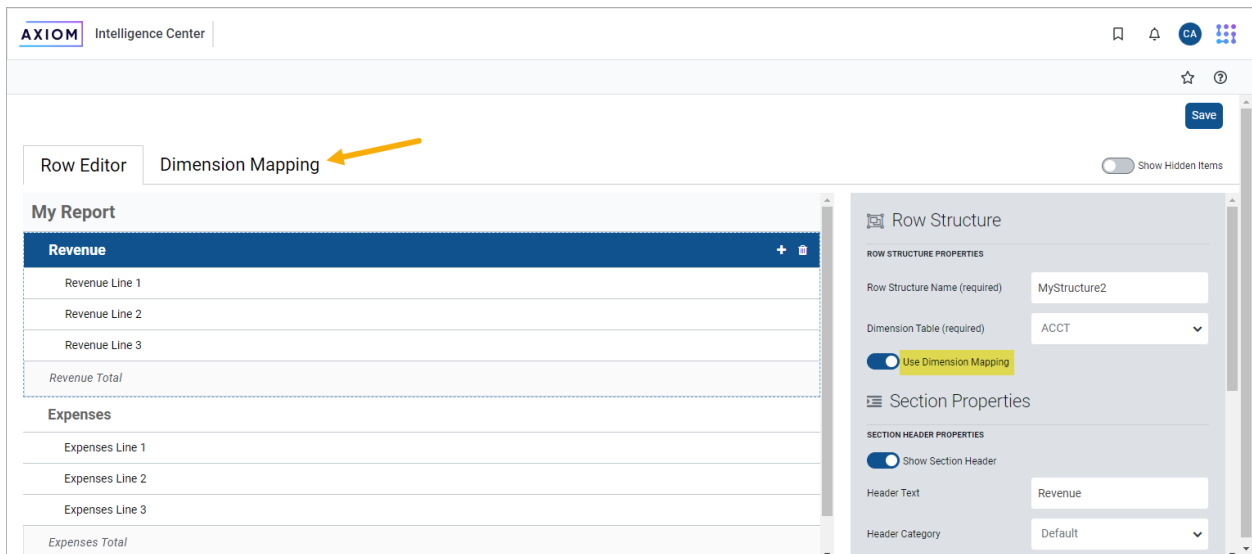 AXIOM Intelligence Center
CA
Save
Row Editor Dimension Mapping
Show Hidden Items
My Report
Revenue
Revenue Line 1
Revenue Line 2
Revenue Line 3
Revenue Total
Expenses
Expenses Line 1
Expenses Line 2
Expenses Line 3
Expenses Total
Row Structure
ROW STRUCTURE PROPERTIES
Row Structure Name (required) MyStructure2
Dimension Table (required) ACCT
Use Dimension Mapping
Section Properties
SECTION HEADER PROPERTIES
Show Section Header
Header Text Revenue
Header Category Default